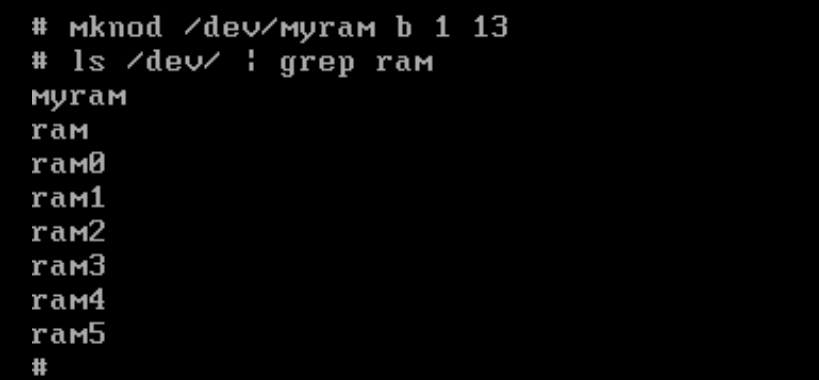 # mknod /dev/myram b 1 13
# ls /dev/ | grep ram
myram
ram
ram0
ram1
ram2
ram3
ram4
ram5
#